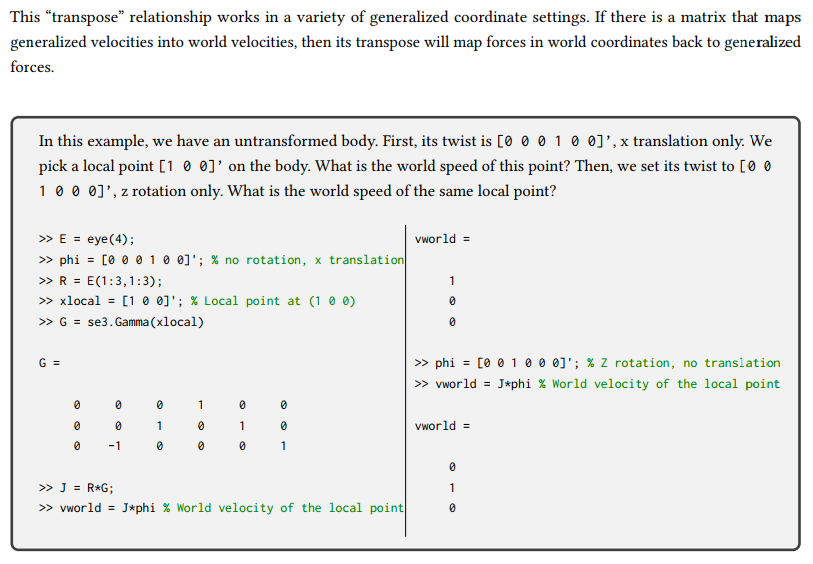 This “transpose” relationship works in a variety of generalized coordinate settings. If there is a matrix that maps
generalized velocities into world velocities, then its transpose will map forces in world coordinates back to generalized
forces.
In this example, we have an untransformed body. First, its twist is [0 0 0 1 0 0]’, x translation only. We
pick a local point [1 0 0]’ on the body. What is the world speed of this point? Then, we set its twist to [0 0
1 0 0 0]’, z rotation only. What is the world speed of the same local point?
>> E = eye(4);
>> phi = [0 0 0 1 0 0]'; % no rotation, x translation
>> R = E(1:3,1:3);
>> xlocal = [1 0 0]'; % Local point at (1 0 0)
>> G = se3.Gamma(xlocal)
G =
0 0 0 1 0 0
0 0 1 0 1 0
0 -1 0 0 0 1
>> J = R*G;
>> vworld = J*phi % World velocity of the local point
vworld =
1
0
0
>> phi = [0 0 1 0 0 0]'; % Z rotation, no translation
>> vworld = J*phi % World velocity of the local point
vworld =
0
1
0